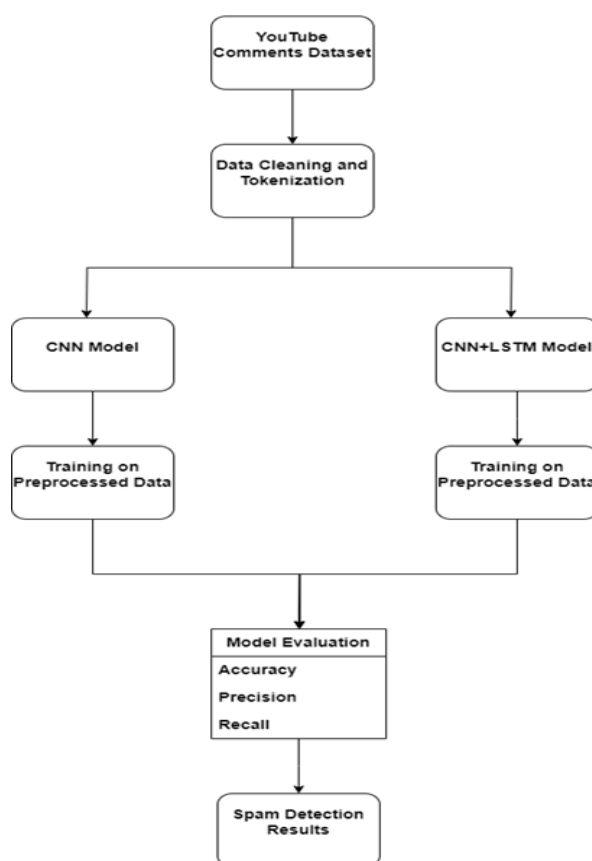 YouTube
Comments Dataset
Data Cleaning and
Tokenization
CNN Model
CNN+LSTM Model
Training on
Preprocessed Data
Training on
Preprocessed Data
Model Evaluation
Accuracy
Precision
Recall
Spam Detection
Results